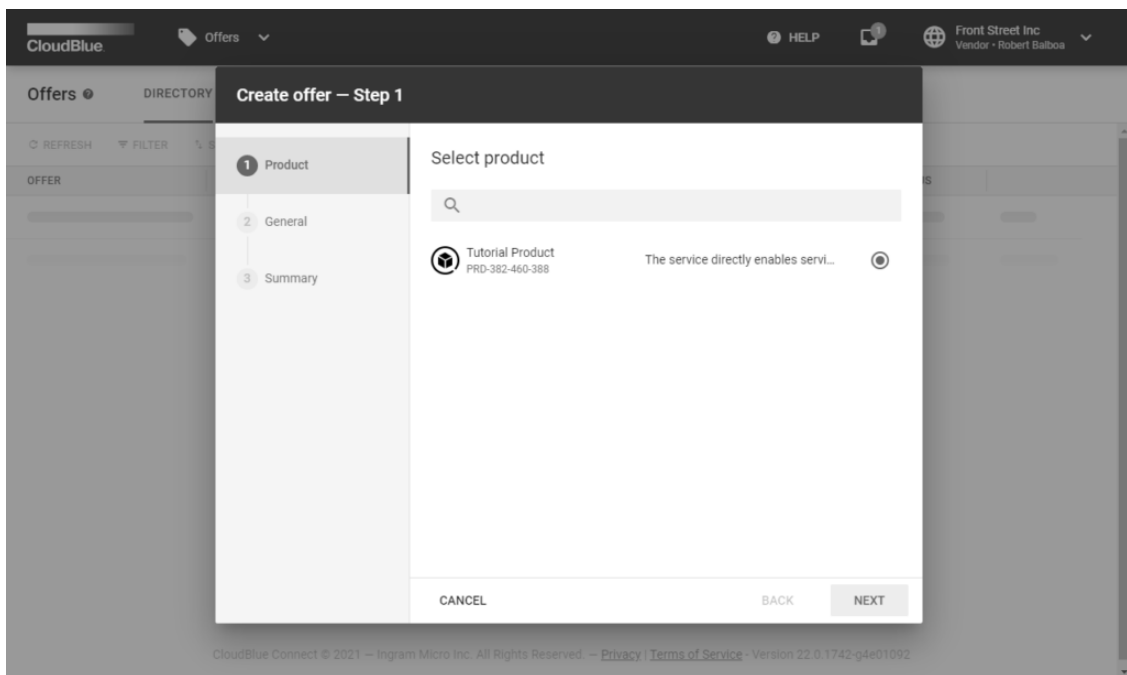 CloudBlue.
Offers
HELP
1
Front Street Inc
Vendor • Robert Balboa
Offers
DIRECTORY
Create offer — Step 1
REFRESH
FILTER
OFFER
1 Product
2 General
3 Summary
Select product
Tutorial Product
PRD-382-460-388
The service directly enables servi...
CANCEL
BACK
NEXT
CloudBlue Connect © 2021 — Ingram Micro Inc. All Rights Reserved. — Privacy | Terms of Service - Version 22.0.1742-g4e01092